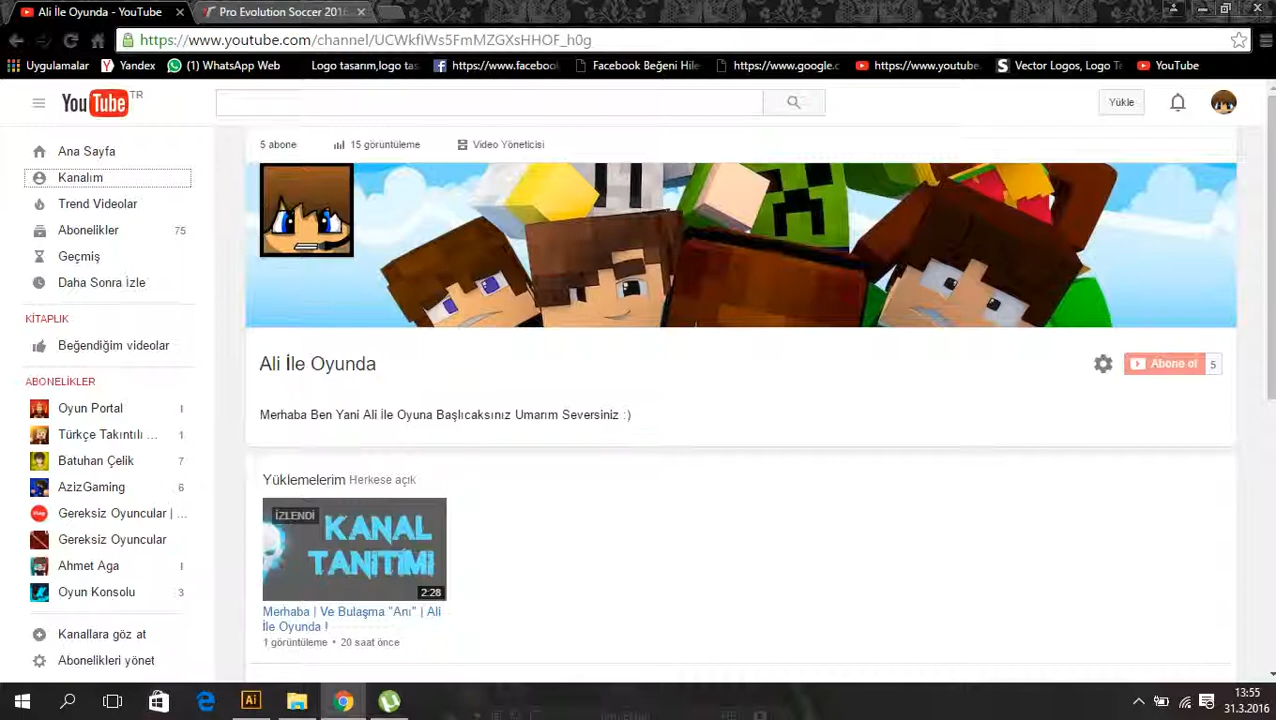 Ali İle Oyunda - YouTube
Pro Evolution Soccer 2016
https://www.youtube.com/channel/UCWkfIWs5FmMZGXsHHOF_h0g
Uygulamalar
Yandex
(1) WhatsApp Web
Logo tasarım,logo tas
https://www.faceboo
Facebook Beğeni Hile
https://www.google.c
https://www.youtube.
Vector Logos, Logo T
YouTube
YouTube TR
Yükle
Ana Sayfa
Kanalım
Trend Videolar
Abonelikler 75
Geçmiş
Daha Sonra İzle
KİTAPLIK
Beğendiğim videolar
ABONELİKLER
Oyun Portal 1
Türkçe Takıntılı ... 1
Batuhan Çelik 7
AzizGaming 6
Gereksiz Oyuncular | ...
Gereksiz Oyuncular
Ahmet Aga 1
Oyun Konsolu 3
Kanallara göz at
Abonelikleri yönet
5 abone
15 görüntüleme
Video Yöneticisi
Ali İle Oyunda
Abone ol 5
Merhaba Ben Yani Ali İle Oyuna Başlıcaksınız Umarım Seversiniz :)
Yüklemelerim Herkese açık
İZLENDİ
KANAL
TANITIMI
2:28
Merhaba | Ve Bulaşma "Anı" | Ali
İle Oyunda !
1 görüntüleme • 20 saat önce
Ai
13:55
31.3.2016